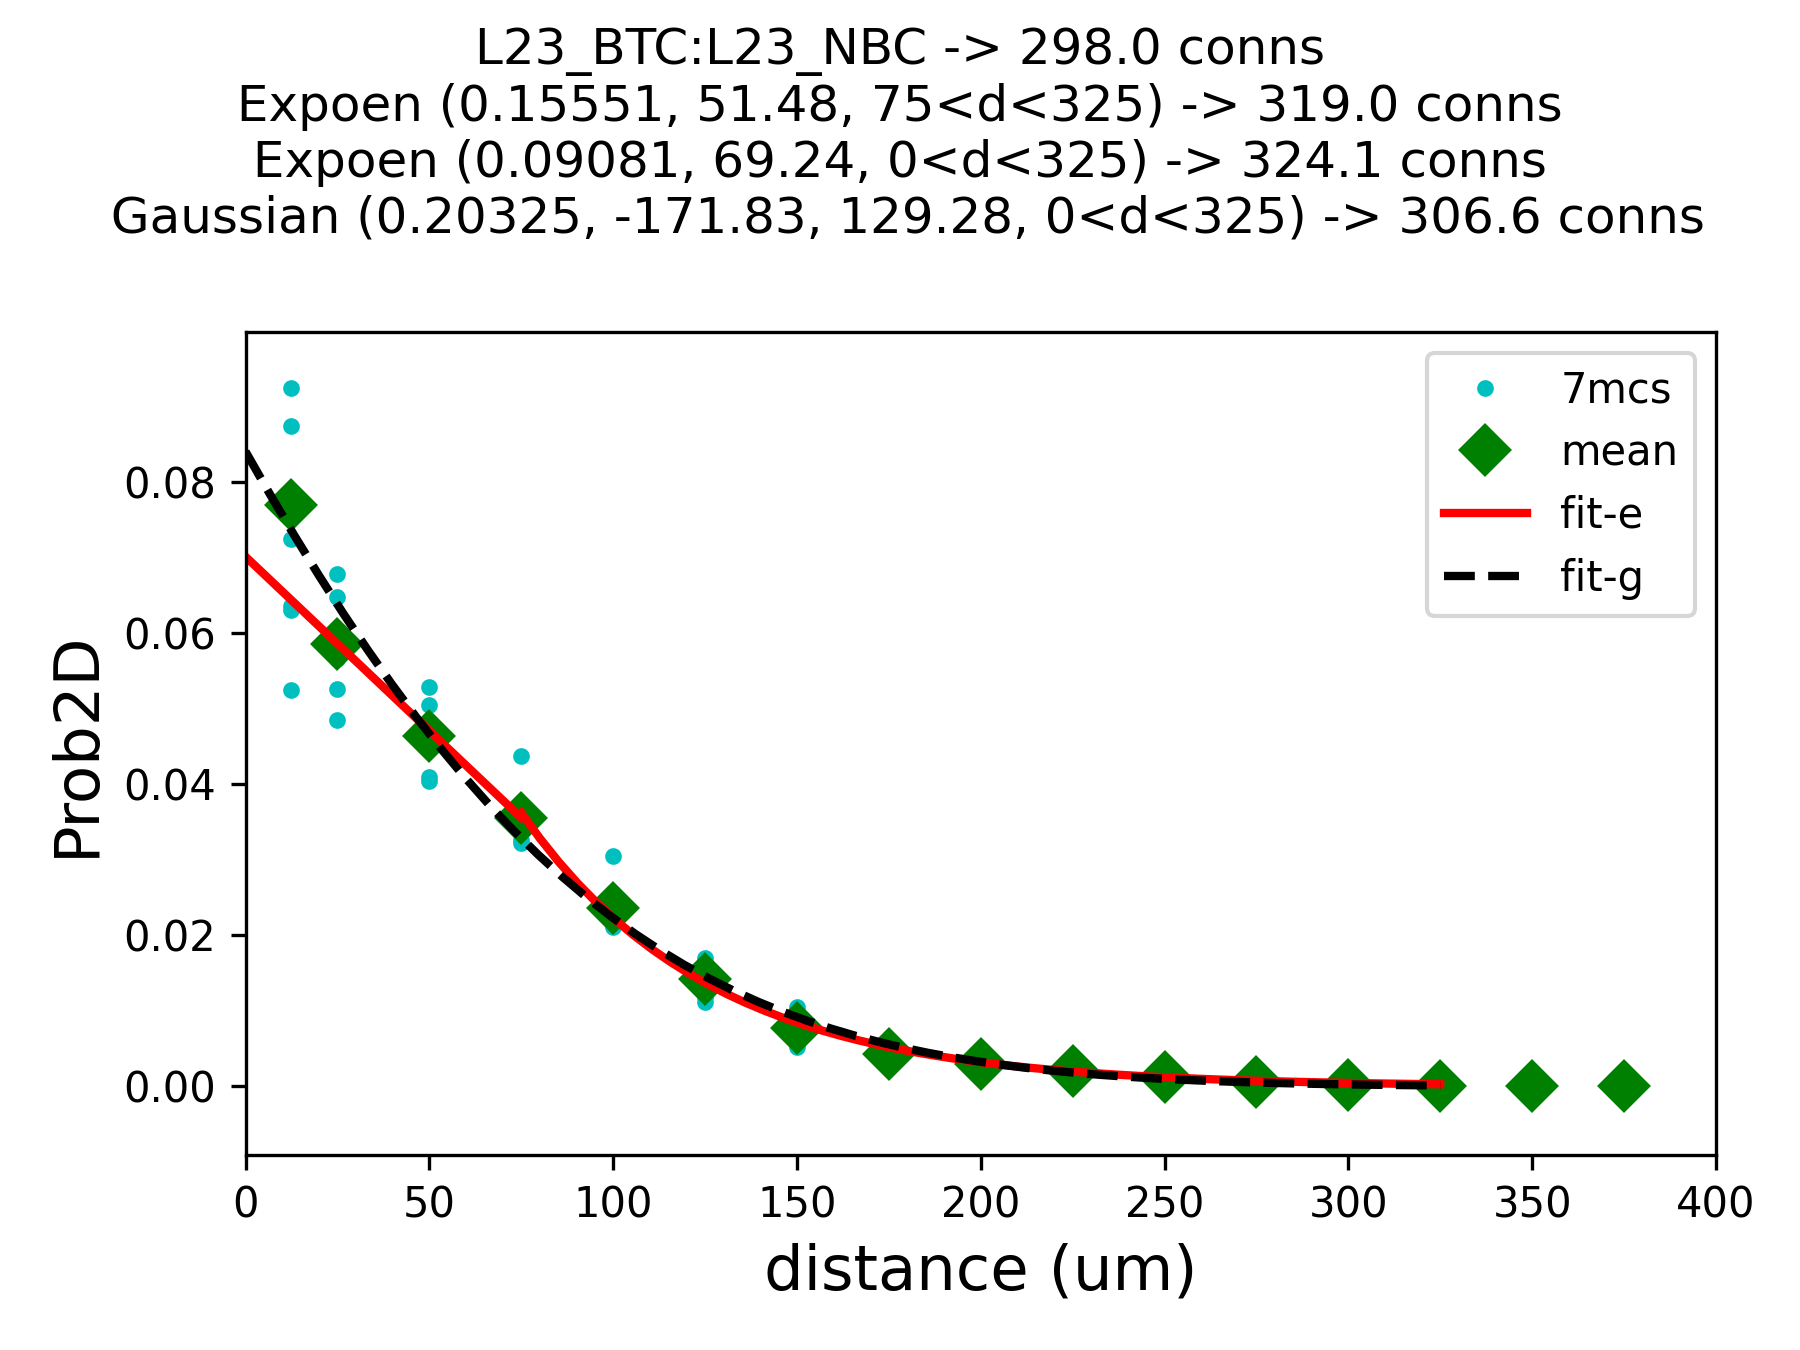 L23_BTC:L23_NBC -> 298.0 conns
Expoen (0.15551, 51.48, 75<d<325) -> 319.0 conns
Expoen (0.09081, 69.24, 0<d<325) -> 324.1 conns
Gaussian (0.20325, -171.83, 129.28, 0<d<325) -> 306.6 conns
7mcs
mean
fit-e
fit-g
Prob2D
0.08
0.06
0.04
0.02
0.00
0 50 100 150 200 250 300 350 400
distance (um)